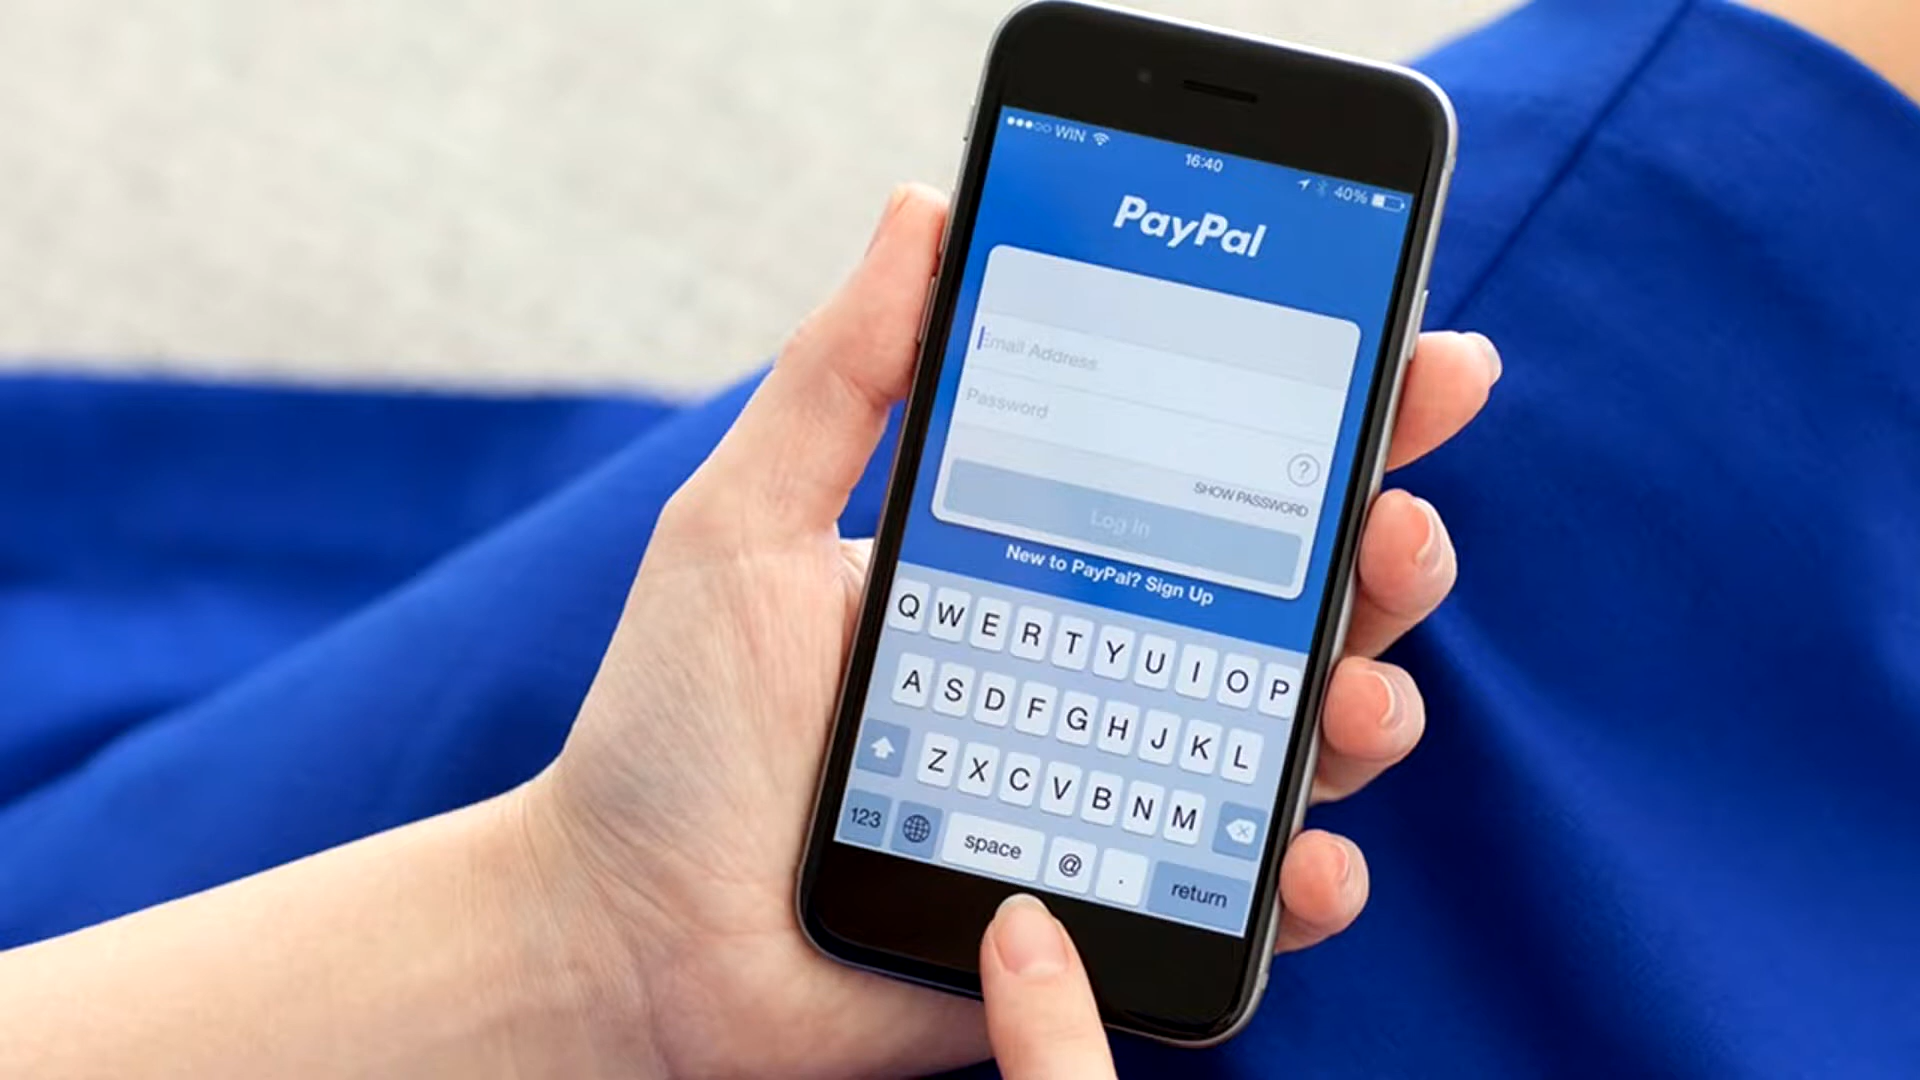 WIN
16:40
40%
PayPal
Email Address
Password
?
SHOW PASSWORD
Log In
New to PayPal? Sign Up
Q W E R T Y U I O P
A S D F G H J K L
Z X C V B N M
123 space @ . return